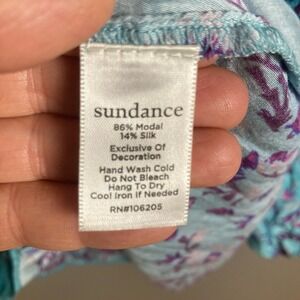 sundance
86% Modal
14% Silk
Exclusive Of
Decoration
Hand Wash Cold
Do Not Bleach
Hang To Dry
Cool Iron If Needed
RN#106205